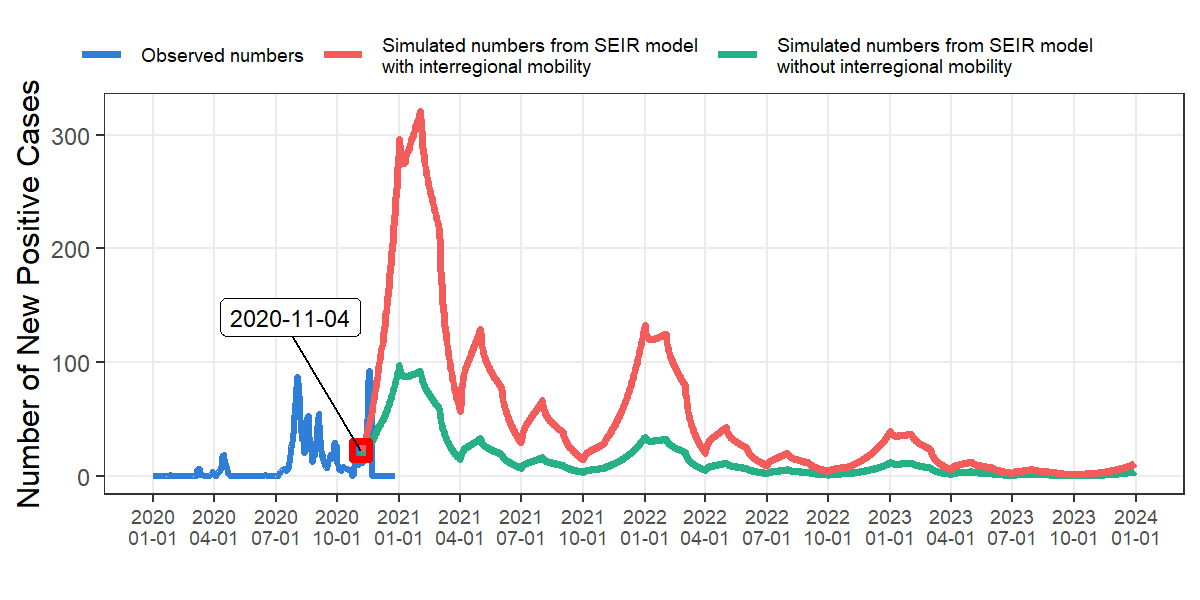 Observed numbers
Simulated numbers from SEIR model
with interregional mobility
Simulated numbers from SEIR model
without interregional mobility
Number of New Positive Cases
300
200
100
0
2020-11-04
2020 2020 2020 2020 2021 2021 2021 2021 2022 2022 2022 2022 2023 2023 2023 2023 2024
01-01 04-01 07-01 10-01 01-01 04-01 07-01 10-01 01-01 04-01 07-01 10-01 01-01 04-01 07-01 10-01 01-01